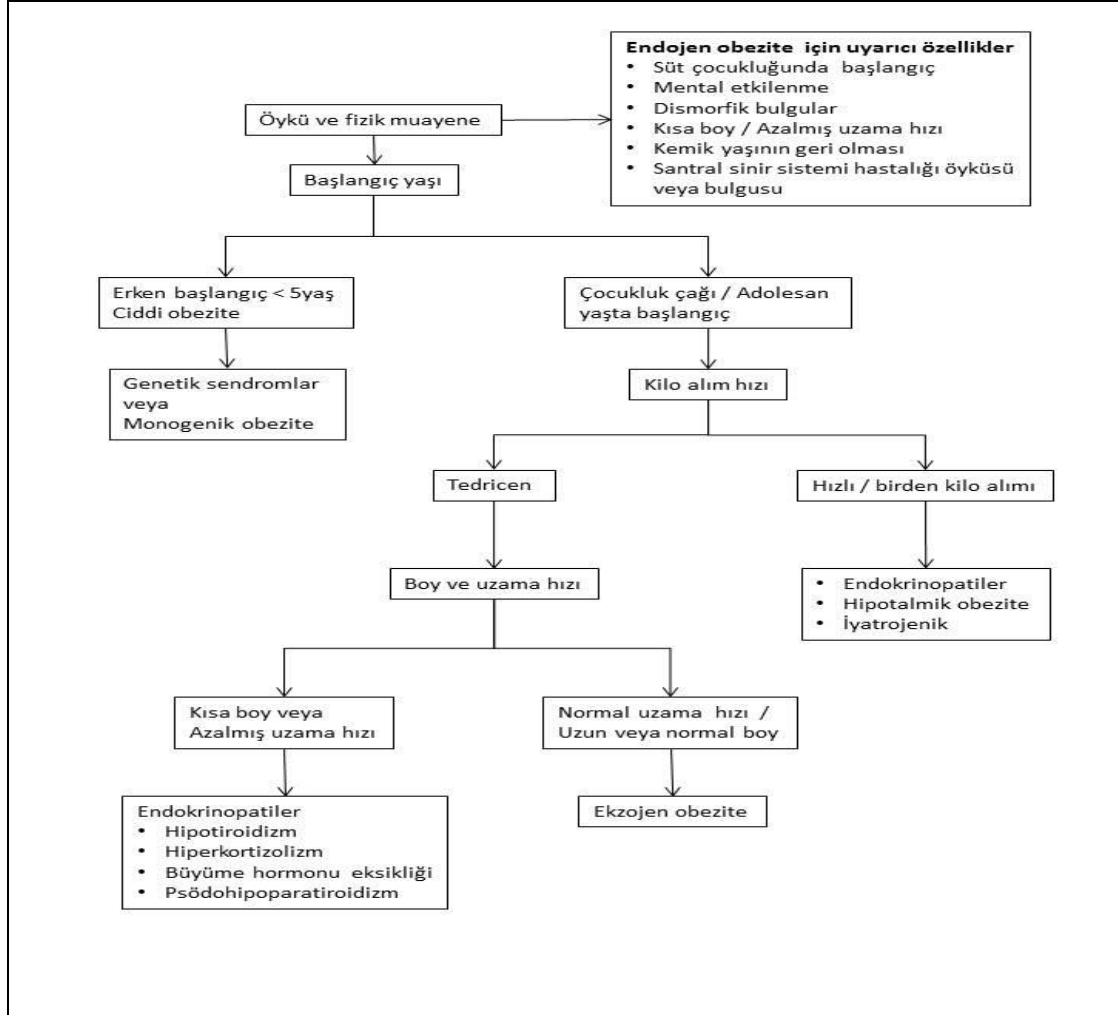 Endojen obezite için uyarıcı özellikler
• Süt çocukluğunda başlangıç
• Mental etkilenme
• Dismorfik bulgular
• Kısa boy / Azalmış uzama hızı
• Kemik yaşının geri olması
• Santral sinir sistemi hastalığı öyküsü
veya bulgusu
Öykü ve fizik muayene
Başlangıç yaşı
Erken başlangıç < 5yaş
Ciddi obezite
Çocukluk çağı / Adolesan
yaşta başlangıç
Genetik sendromlar
veya
Monogenik obezite
Kilo alım hızı
Tedricen
Hızlı / birden kilo alımı
Boy ve uzama hızı
• Endokrinopatiler
• Hipotalmik obezite
• İyatrojenik
Kısa boy veya
Azalmış uzama hızı
Normal uzama hızı /
Uzun veya normal boy
Endokrinopatiler
• Hipotiroidizm
• Hiperkortizolizm
• Büyüme hormonu eksikliği
• Psödohipoparatiroidizm
Ekzojen obezite